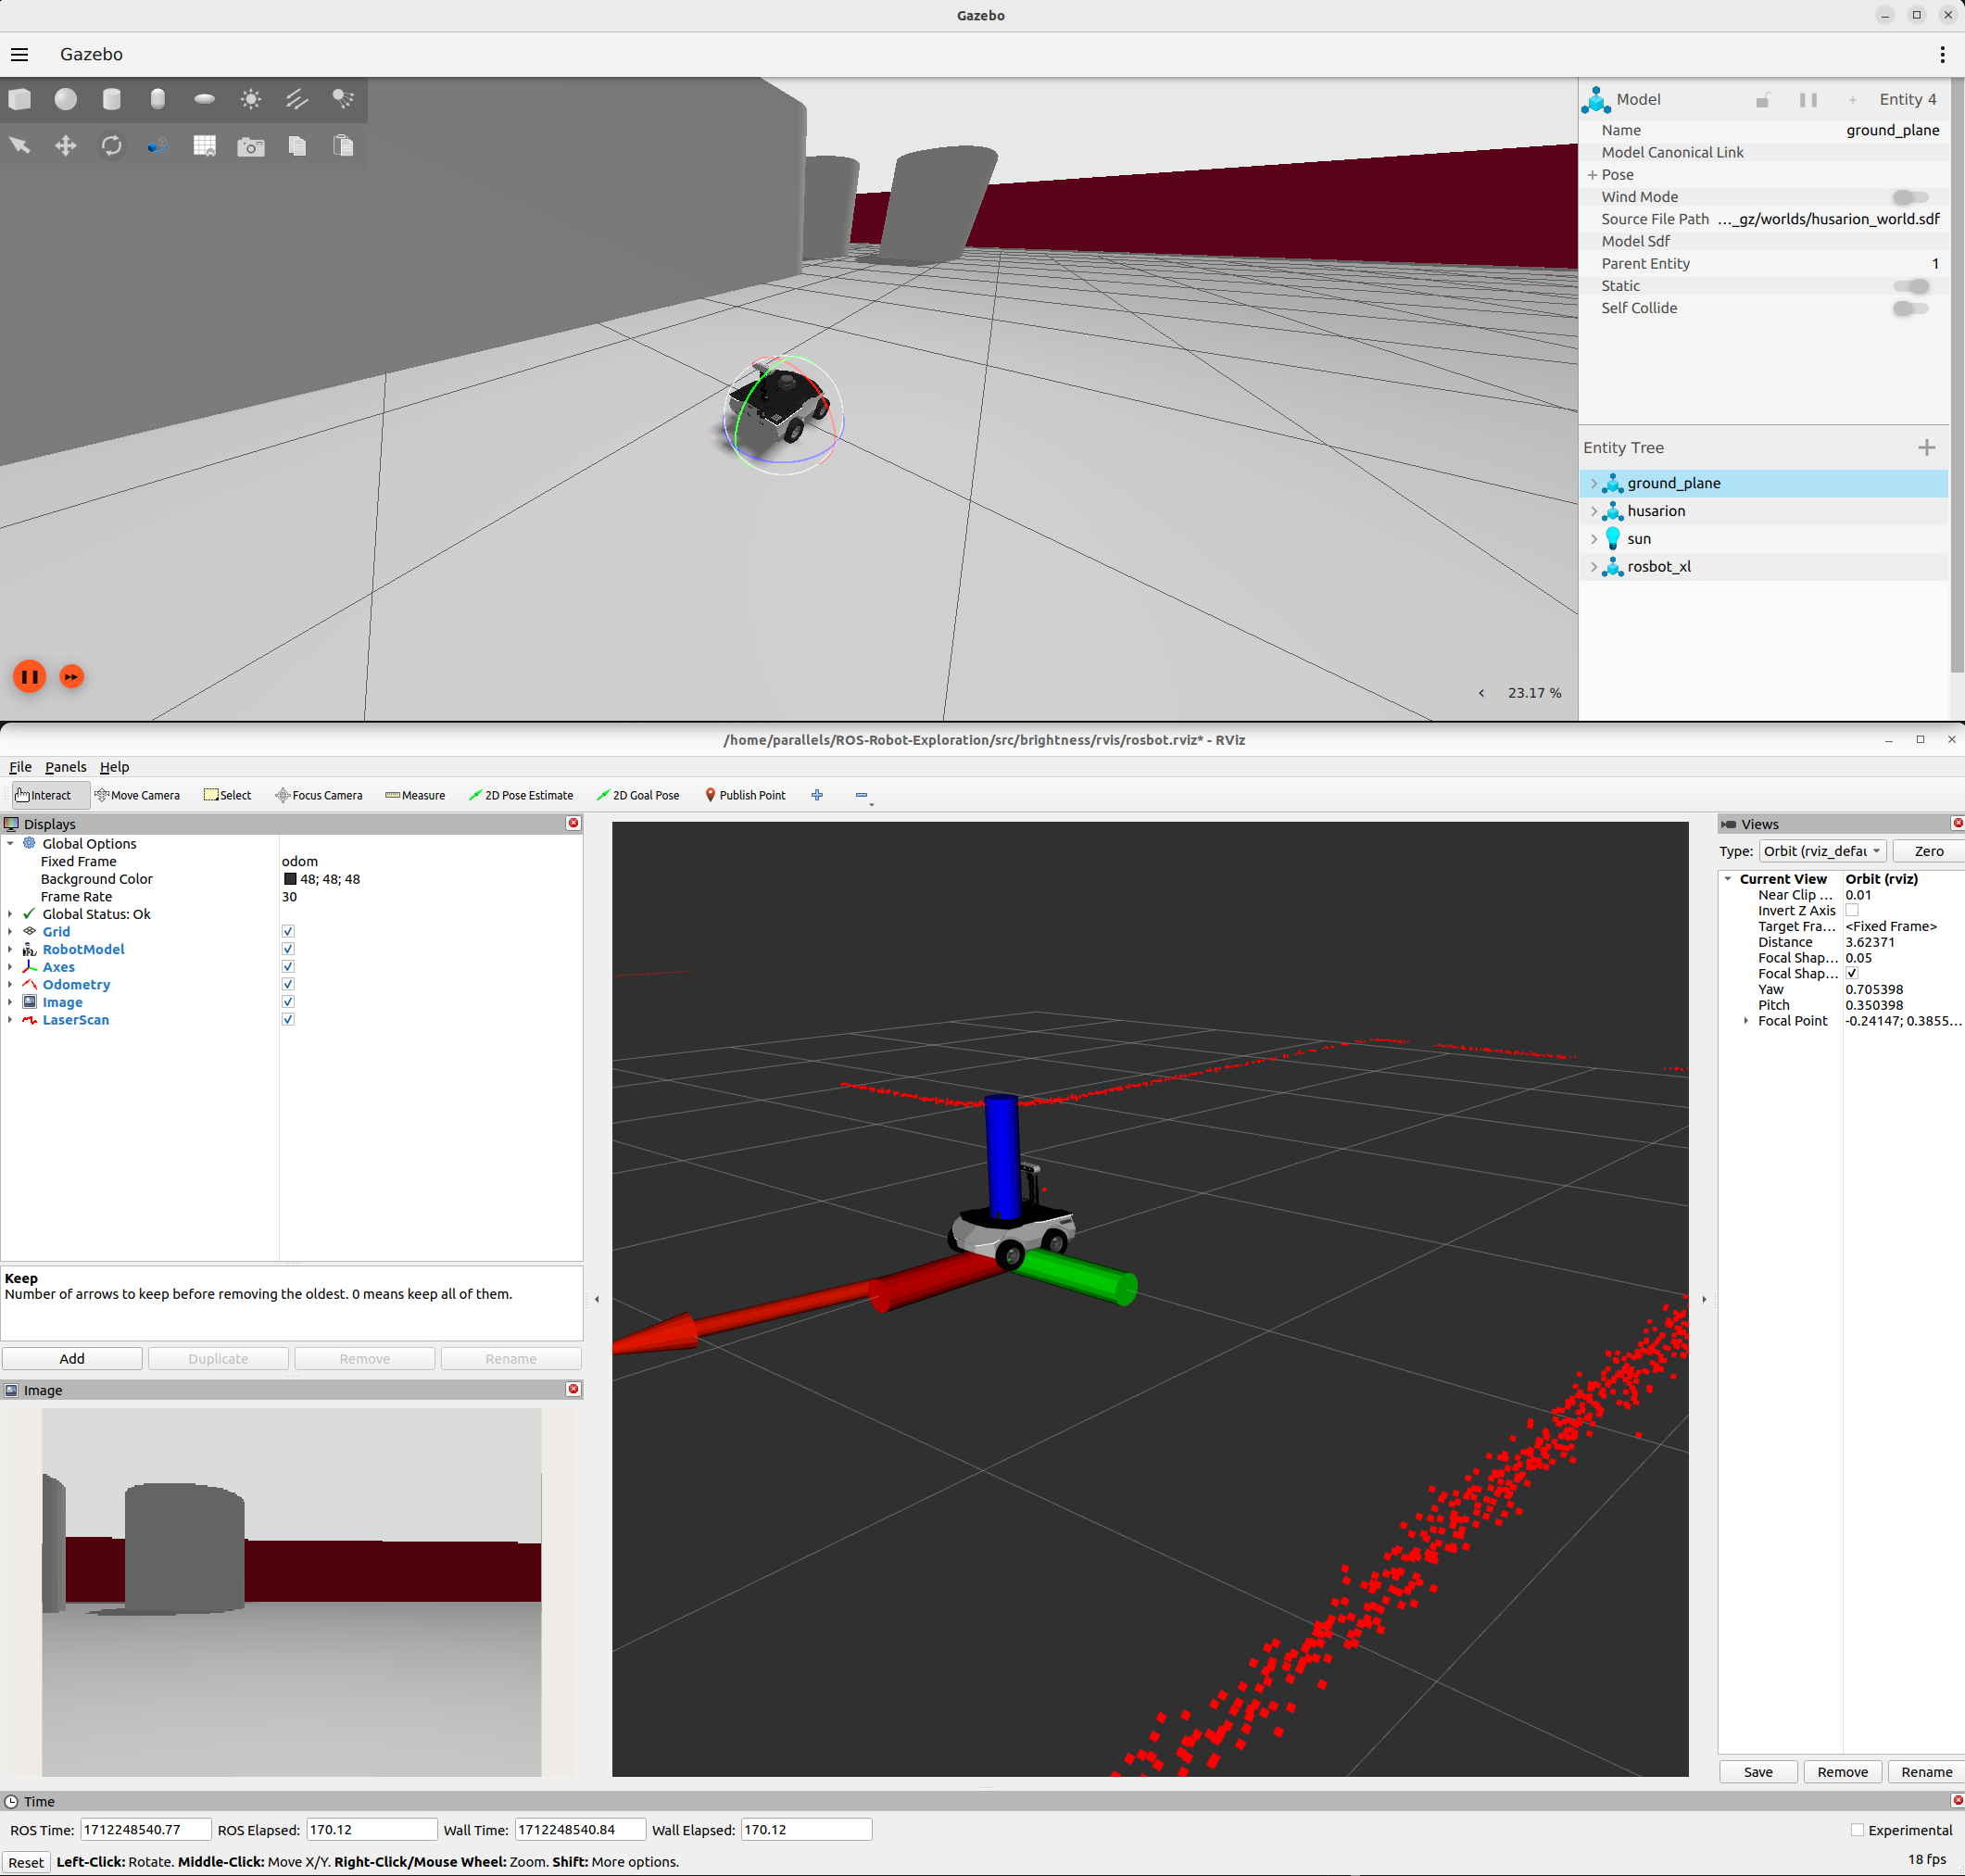 Gazebo
Gazebo
Model Entity 4
Name ground_plane
Model Canonical Link
Pose
Wind Mode
Source File Path ..._gz/worlds/husarion_world.sdf
Model Sdf
Parent Entity 1
Static
Self Collide
Entity Tree
ground_plane
husarion
sun
rosbot_xl
23.17 %
/home/parallels/ROS-Robot-Exploration/src/brightness/rvis/rosbot.rviz* - RViz
File Panels Help
Interact Move Camera Select Focus Camera Measure 2D Pose Estimate 2D Goal Pose Publish Point
Displays
Global Options
Fixed Frame odom
Background Color 48; 48; 48
Frame Rate 30
Global Status: Ok
Grid
RobotModel
Axes
Odometry
Image
LaserScan
Keep
Number of arrows to keep before removing the oldest. 0 means keep all of them.
Add Duplicate Remove Rename
Image
Views
Type: Orbit (rviz_defau Zero
Current View Orbit (rviz)
Near Clip ... 0.01
Invert Z Axis
Target Fra... <Fixed Frame>
Distance 3.62371
Focal Shap... 0.05
Focal Shap...
Yaw 0.705398
Pitch 0.350398
Focal Point -0.24147; 0.3855...
Save Remove Rename
Time
ROS Time: 1712248540.77 ROS Elapsed: 170.12 Wall Time: 1712248540.84 Wall Elapsed: 170.12 Experimental
Reset Left-Click: Rotate. Middle-Click: Move X/Y. Right-Click/Mouse Wheel: Zoom. Shift: More options. 18 fps